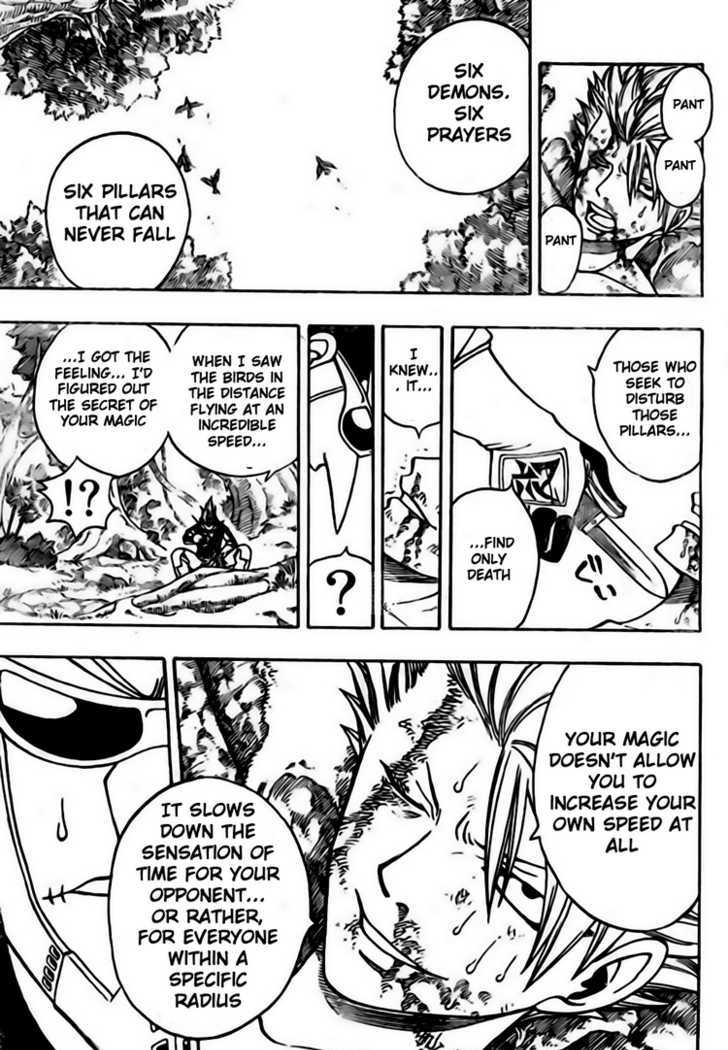 PANT
PANT
PANT
SIX
DEMONS.
SIX
PRAYERS
SIX PILLARS
THAT CAN
NEVER FALL
THOSE WHO
SEEK TO
DISTURB
THOSE
PILLARS...
...FIND
ONLY
DEATH
I
KNEW..
. IT...
?
WHEN I SAW
THE BIRDS IN
THE DISTANCE
FLYING AT AN
INCREDIBLE
SPEED...
...I GOT THE
FEELING... I'D
FIGURED OUT
THE SECRET OF
YOUR MAGIC
!?
YOUR MAGIC
DOESN'T ALLOW
YOU TO
INCREASE YOUR
OWN SPEED AT
ALL
IT SLOWS
DOWN THE
SENSATION OF
TIME FOR YOUR
OPPONENT...
OR RATHER,
FOR EVERYONE
WITHIN A
SPECIFIC
RADIUS